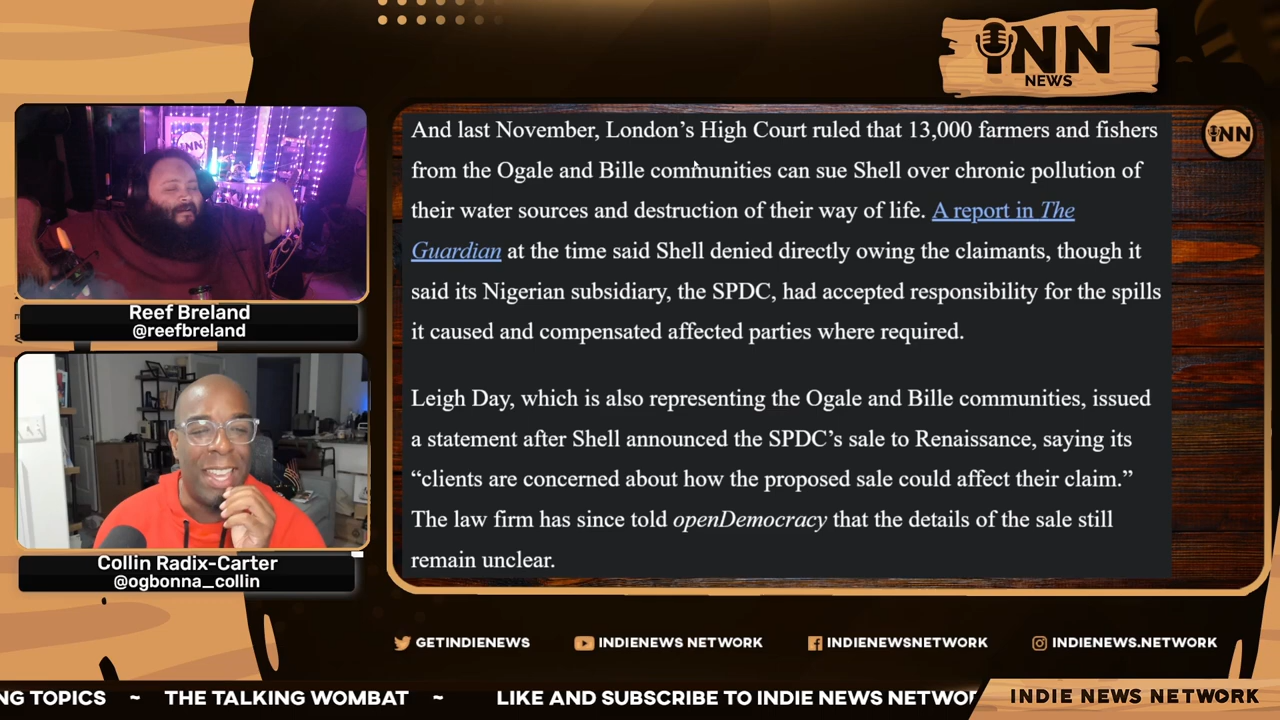 INN
NEWS
INN
And last November, London’s High Court ruled that 13,000 farmers and fishers
from the Ogale and Bille communities can sue Shell over chronic pollution of
their water sources and destruction of their way of life. A report in The
Guardian at the time said Shell denied directly owing the claimants, though it
said its Nigerian subsidiary, the SPDC, had accepted responsibility for the spills
it caused and compensated affected parties where required.
Leigh Day, which is also representing the Ogale and Bille communities, issued
a statement after Shell announced the SPDC’s sale to Renaissance, saying its
“clients are concerned about how the proposed sale could affect their claim.”
The law firm has since told openDemocracy that the details of the sale still
remain unclear.
INN
Reef Breland
@reefbreland
Collin Radix-Carter
@ogbonna_collin
GETINDIENEWS
INDIENEWS NETWORK
INDIENEWSNETWORK
INDIENEWS.NETWORK
NG TOPICS ~ THE TALKING WOMBAT ~ LIKE AND SUBSCRIBE TO INDIE NEWS NETWOR
INDIE NEWS NETWORK